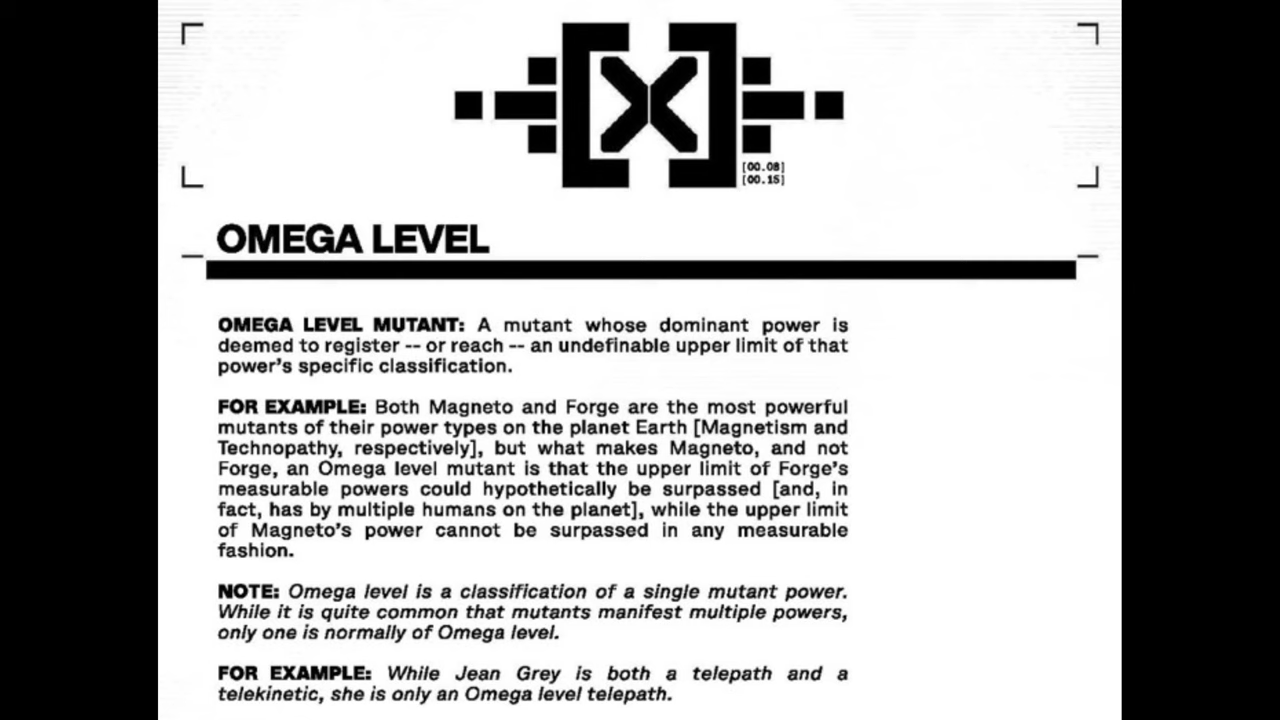 [X]
[00.08]
[00.15]
OMEGA LEVEL
OMEGA LEVEL MUTANT: A mutant whose dominant power is
deemed to register -- or reach -- an undefinable upper limit of that
power's specific classification.
FOR EXAMPLE: Both Magneto and Forge are the most powerful
mutants of their power types on the planet Earth [Magnetism and
Technopathy, respectively], but what makes Magneto, and not
Forge, an Omega level mutant is that the upper limit of Forge's
measurable powers could hypothetically be surpassed [and, in
fact, has by multiple humans on the planet], while the upper limit
of Magneto's power cannot be surpassed in any measurable
fashion.
NOTE: Omega level is a classification of a single mutant power.
While it is quite common that mutants manifest multiple powers,
only one is normally of Omega level.
FOR EXAMPLE: While Jean Grey is both a telepath and a
telekinetic, she is only an Omega level telepath.